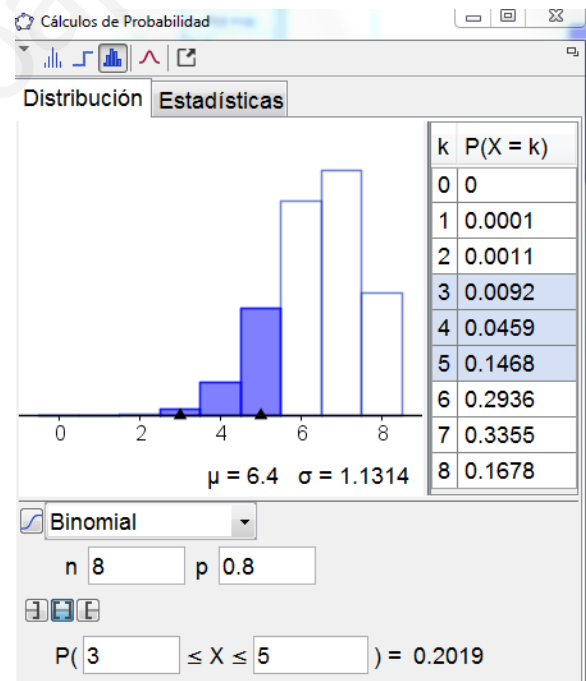 Cálculos de Probabilidad
Distribución Estadísticas
k P(X = k)
0 0
1 0.0001
2 0.0011
3 0.0092
4 0.0459
5 0.1468
6 0.2936
7 0.3355
8 0.1678
0 2 4 6 8
μ = 6.4 σ = 1.1314
Binomial
n 8 p 0.8
P( 3 ≤ X ≤ 5 ) = 0.2019